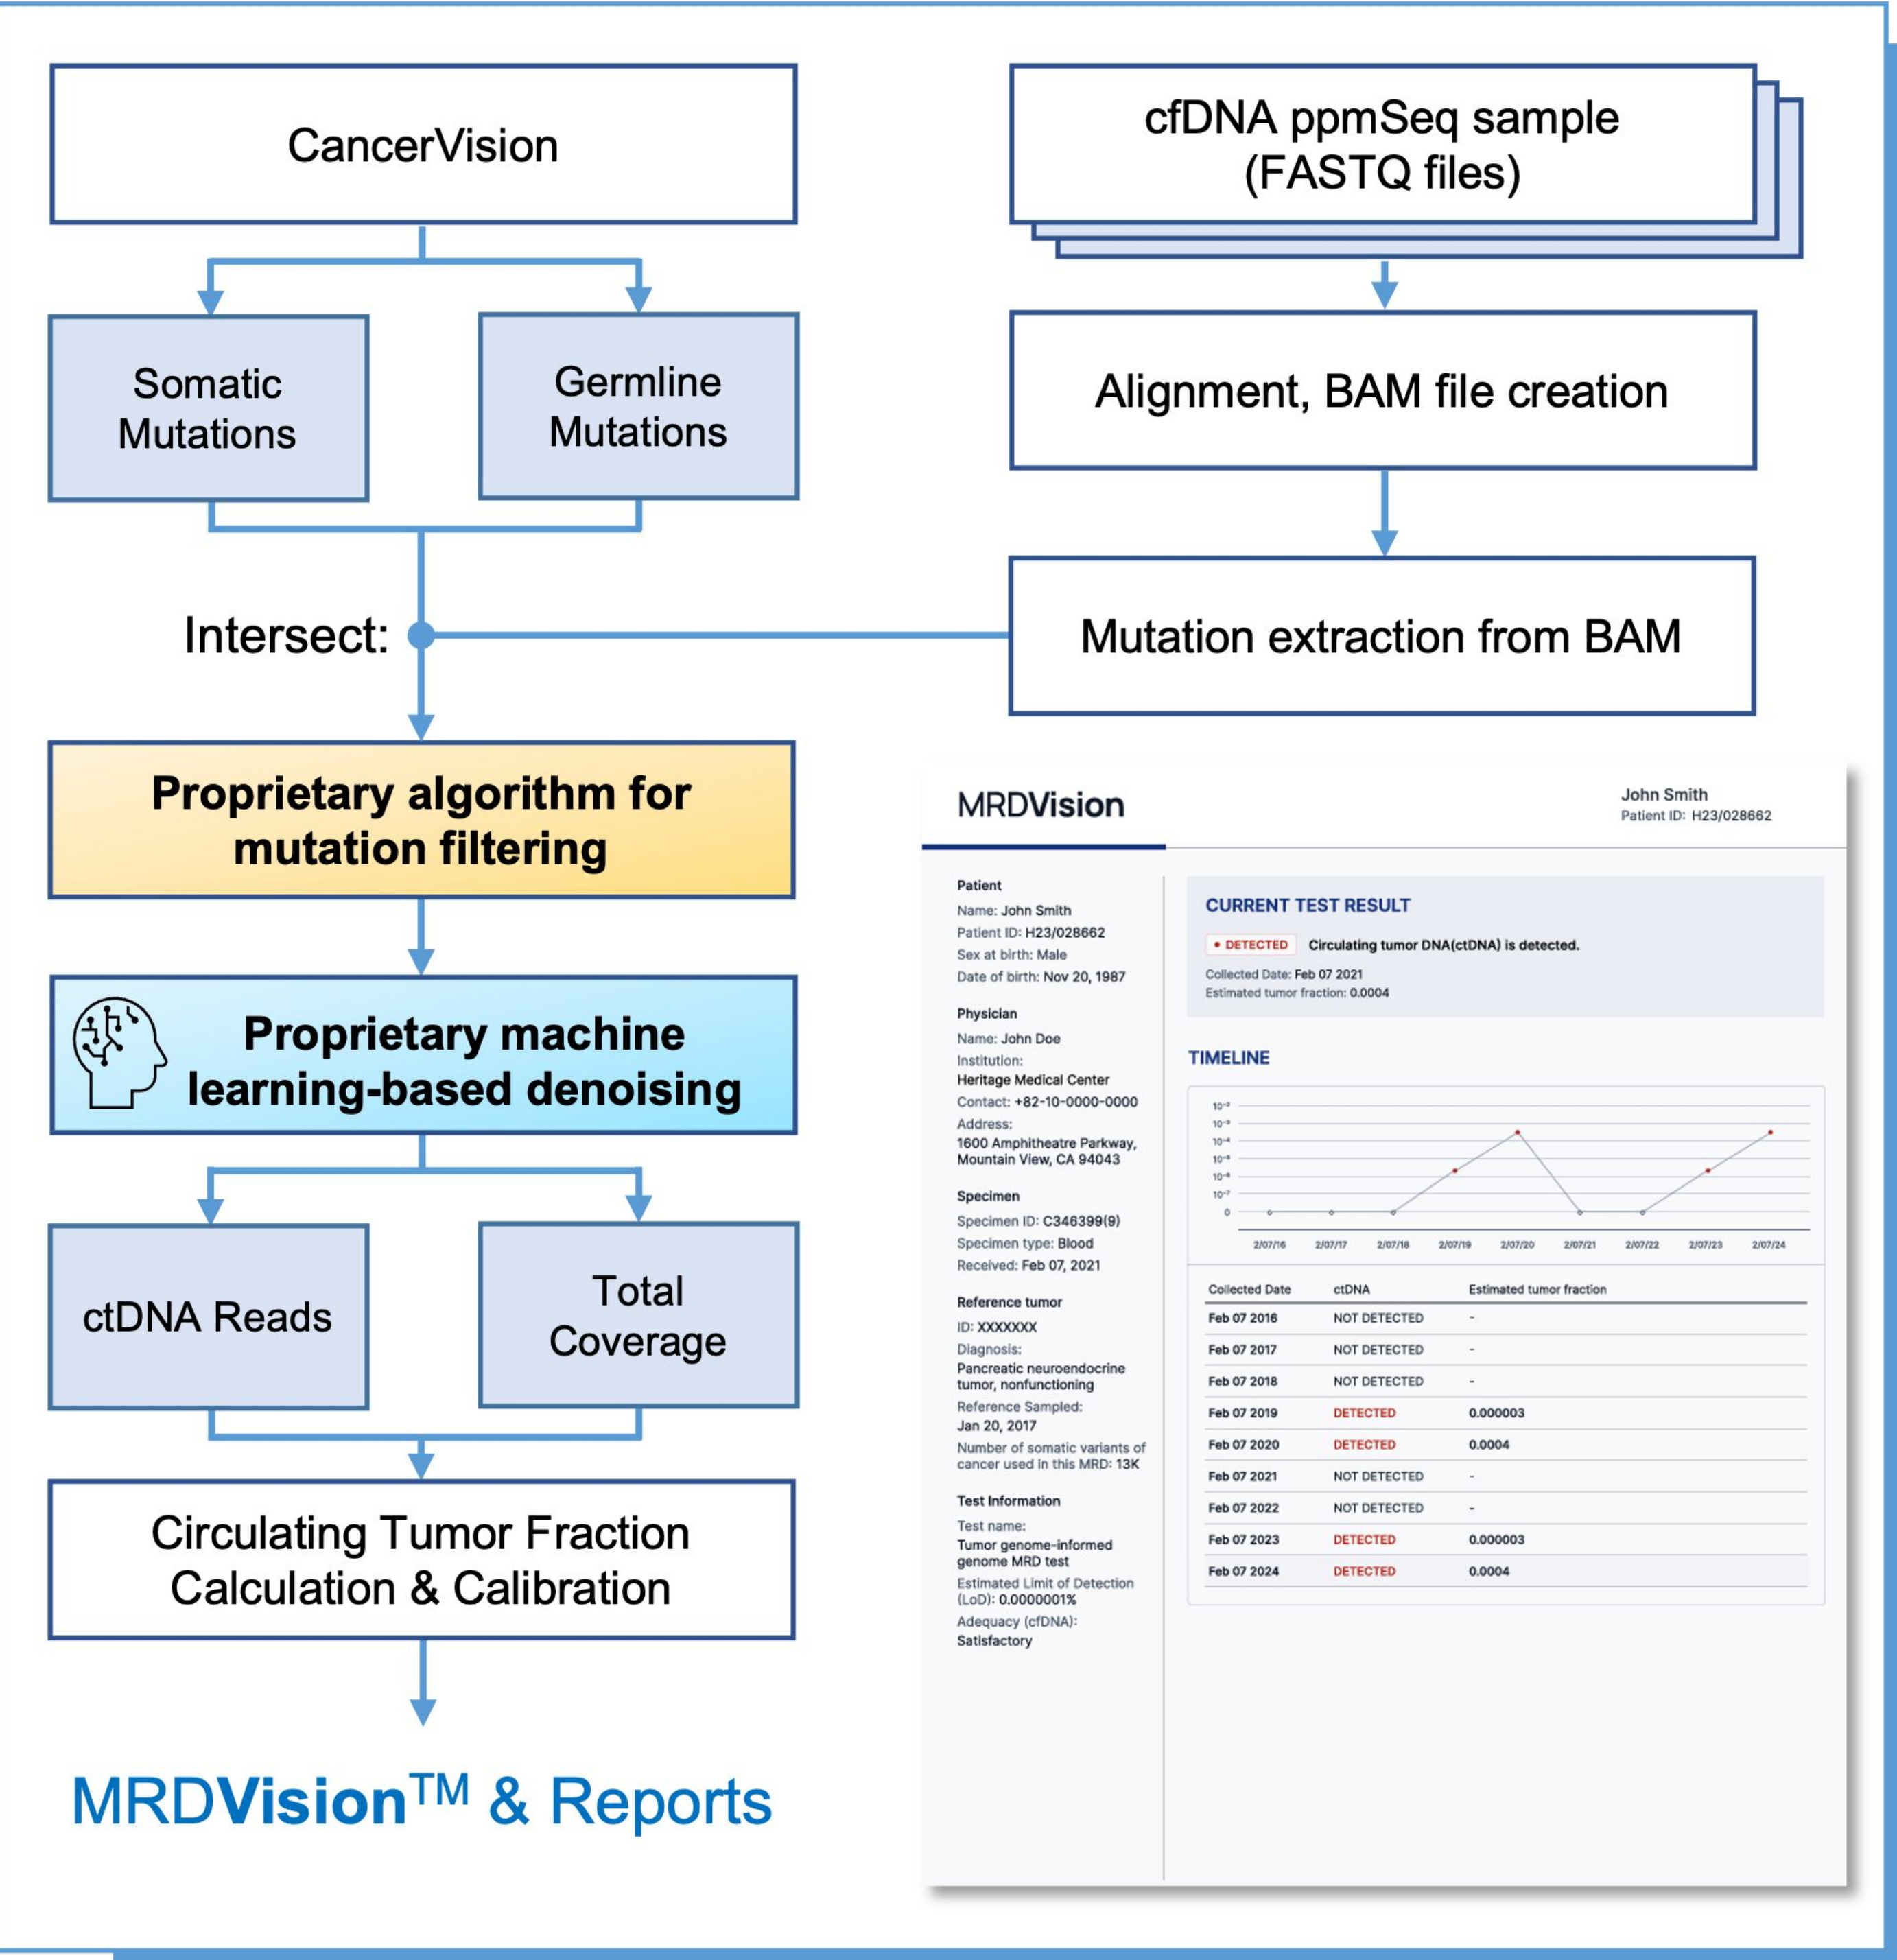 CancerVision
Somatic
Mutations
Germline
Mutations
cfDNA ppmSeq sample
(FASTQ files)
Alignment, BAM file creation
Mutation extraction from BAM
Intersect:
Proprietary algorithm for
mutation filtering
Proprietary machine
learning-based denoising
ctDNA Reads
Total
Coverage
Circulating Tumor Fraction
Calculation & Calibration
MRDVision™ & Reports
MRDVision
John Smith
Patient ID: H23/028662
Patient
Name: John Smith
Patient ID: H23/028662
Sex at birth: Male
Date of birth: Nov 20, 1987
Physician
Name: John Doe
Institution:
Heritage Medical Center
Contact: +82-10-0000-0000
Address:
1600 Amphitheatre Parkway,
Mountain View, CA 94043
Specimen
Specimen ID: C346399(9)
Specimen type: Blood
Received: Feb 07, 2021
Reference tumor
ID: XXXXXXX
Diagnosis:
Pancreatic neuroendocrine
tumor, nonfunctioning
Reference Sampled:
Jan 20, 2017
Number of somatic variants of
cancer used in this MRD: 13K
Test Information
Test name:
Tumor genome-informed
genome MRD test
Estimated Limit of Detection
(LoD): 0.0000001%
Adequacy (cfDNA):
Satisfactory
CURRENT TEST RESULT
• DETECTED Circulating tumor DNA(ctDNA) is detected.
Collected Date: Feb 07 2021
Estimated tumor fraction: 0.0004
TIMELINE
10⁻²
10⁻³
10⁻⁴
10⁻⁵
10⁻⁶
10⁻⁷
0
2/07/16 2/07/17 2/07/18 2/07/19 2/07/20 2/07/21 2/07/22 2/07/23 2/07/24
Collected Date ctDNA Estimated tumor fraction
Feb 07 2016 NOT DETECTED -
Feb 07 2017 NOT DETECTED -
Feb 07 2018 NOT DETECTED -
Feb 07 2019 DETECTED 0.000003
Feb 07 2020 DETECTED 0.0004
Feb 07 2021 NOT DETECTED -
Feb 07 2022 NOT DETECTED -
Feb 07 2023 DETECTED 0.000003
Feb 07 2024 DETECTED 0.0004